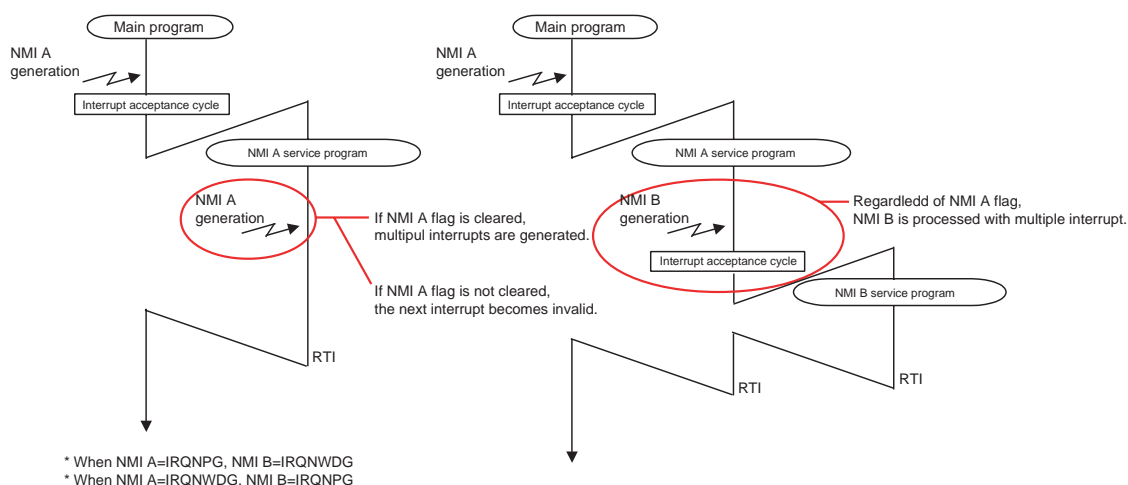 Main program
NMI A
generation
Interrupt acceptance cycle
NMI A service program
NMI A
generation
If NMI A flag is cleared,
multipul interrupts are generated.
If NMI A flag is not cleared,
the next interrupt becomes invalid.
RTI
* When NMI A=IRQNPG, NMI B=IRQNWDG
* When NMI A=IRQNWDG, NMI B=IRQNPG
Main program
NMI A
generation
Interrupt acceptance cycle
NMI A service program
NMI B
generation
Interrupt acceptance cycle
Regardledd of NMI A flag,
NMI B is processed with multiple interrupt.
NMI B service program
RTI
RTI